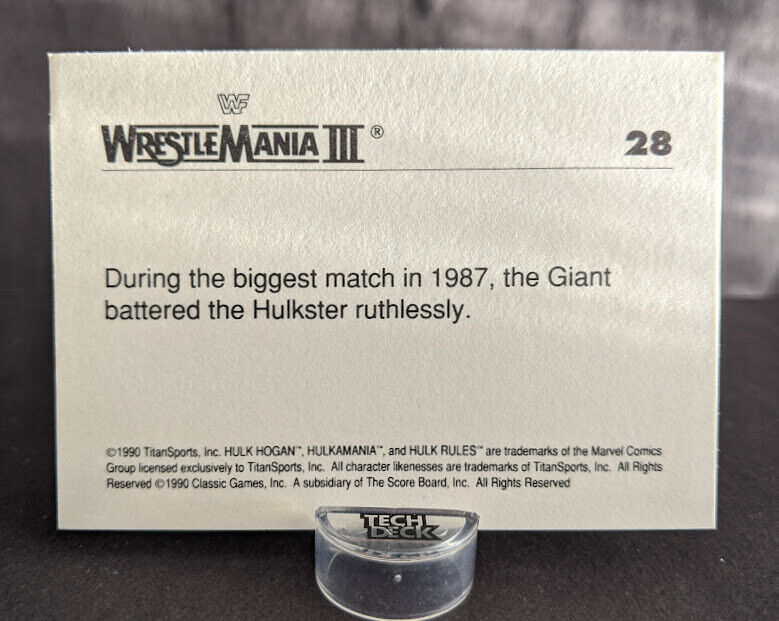 WF
WRESTLEMANIA III ®
28
During the biggest match in 1987, the Giant
battered the Hulkster ruthlessly.
©1990 TitanSports, Inc. HULK HOGAN™, HULKAMANIA™, and HULK RULES™ are trademarks of the Marvel Comics
Group licensed exclusively to TitanSports, Inc. All character likenesses are trademarks of TitanSports, Inc. All Rights
Reserved ©1990 Classic Games, Inc. A subsidiary of The Score Board, Inc. All Rights Reserved
TECH
DECK